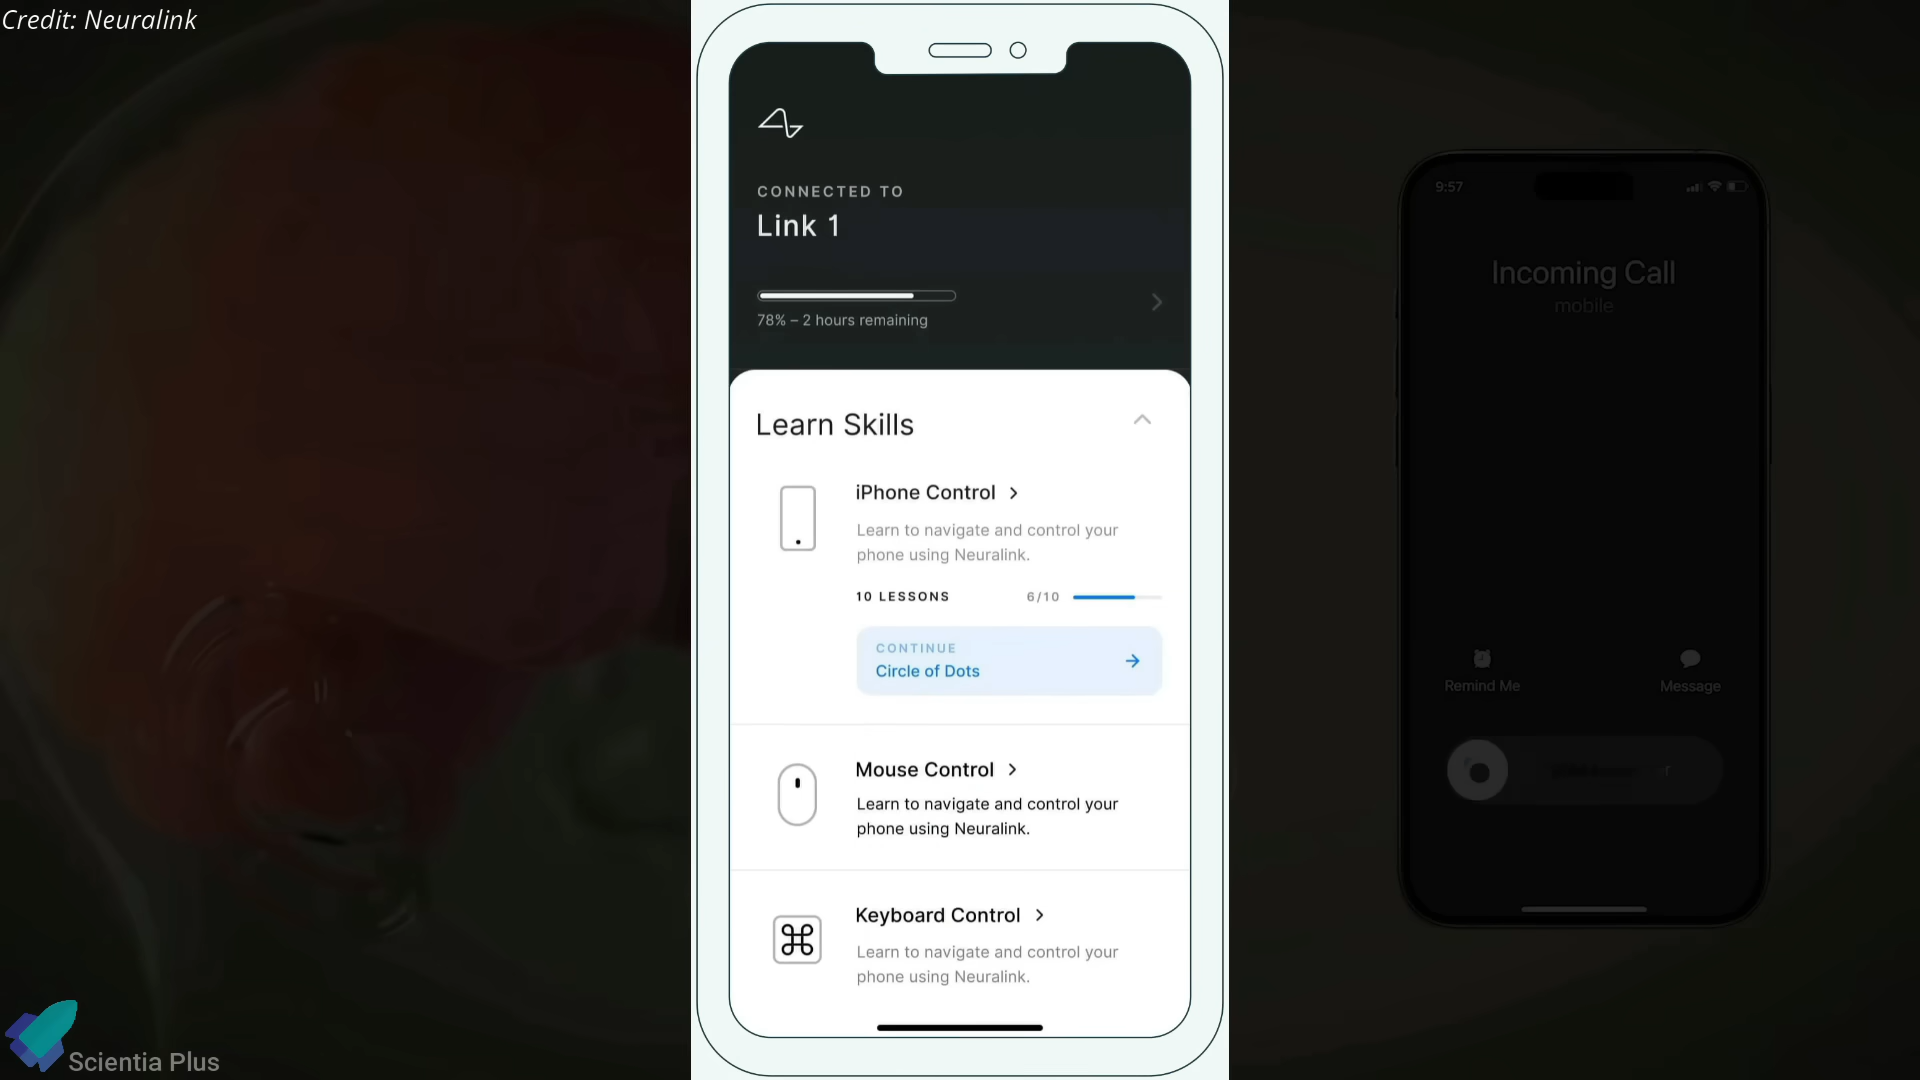 Credit: Neuralink
CONNECTED TO
Link 1
78% – 2 hours remaining
Learn Skills
iPhone Control
Learn to navigate and control your
phone using Neuralink.
10 LESSONS 6/10
CONTINUE
Circle of Dots
Mouse Control
Learn to navigate and control your
phone using Neuralink.
Keyboard Control
Learn to navigate and control your
phone using Neuralink.
9:57
Incoming Call
mobile
Remind Me
Message
Scientia Plus